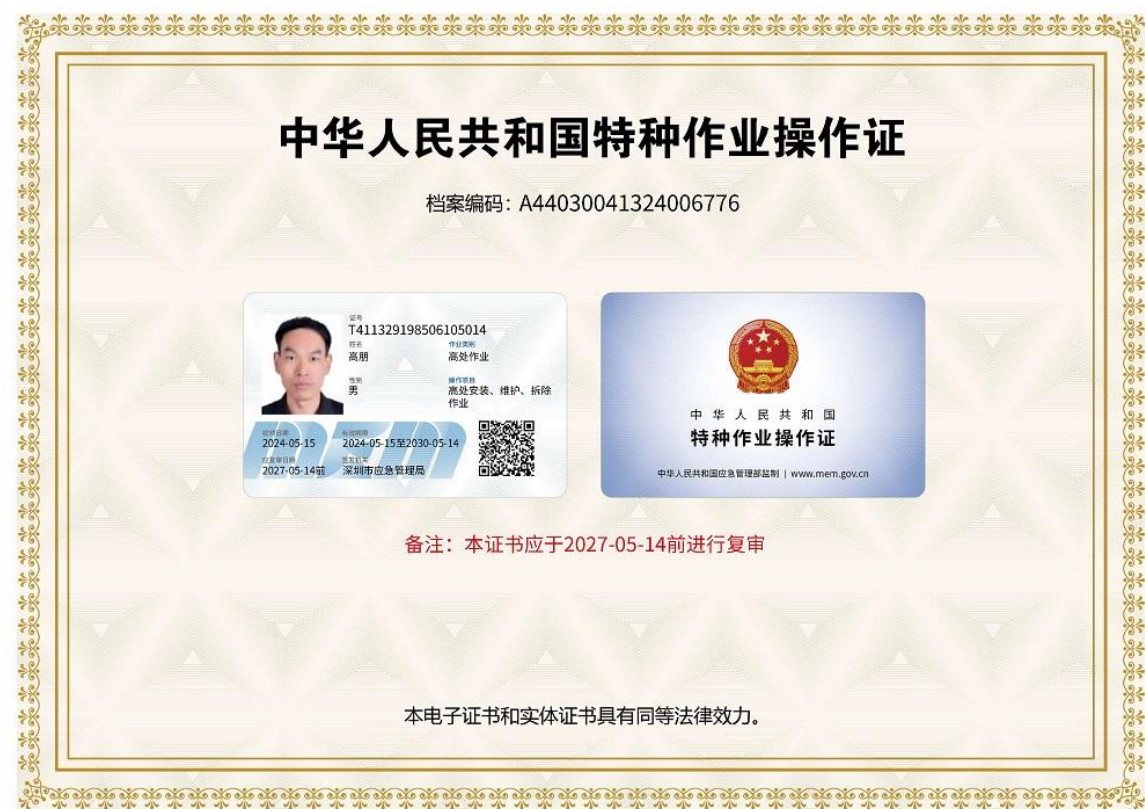 中华人民共和国特种作业操作证
档案编码：A44030041324006776
证号
T411329198506105014
姓名 作业类别
高朋 高处作业
性别 操作项目
男 高处安装、维护、拆除
作业
初领日期 有效期限
2024-05-15 2024-05-15至2030-05-14
应复审日期 签发机关
2027-05-14前 深圳市应急管理局
中华人民共和国
特种作业操作证
中华人民共和国应急管理部监制 | www.mem.gov.cn
备注：本证书应于2027-05-14前进行复审
本电子证书和实体证书具有同等法律效力。